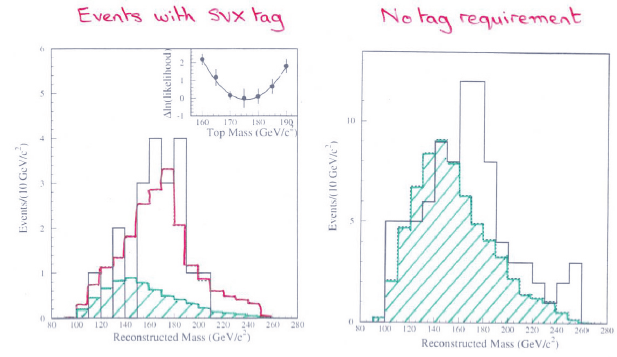 Events with SVX tag
No tag requirement
6
5
4
3
2
1
0
Events/(10 GeV/c²)
80 100 120 140 160 180 200 220 240 260 280
Reconstructed Mass (GeV/c²)
Δln(likelihood)
2
1
0
-1
160 170 180 190
Top Mass (GeV/c²)
10
5
0
Events/(10 GeV/c²)
80 100 120 140 160 180 200 220 240 260 280
Reconstructed Mass (GeV/c²)